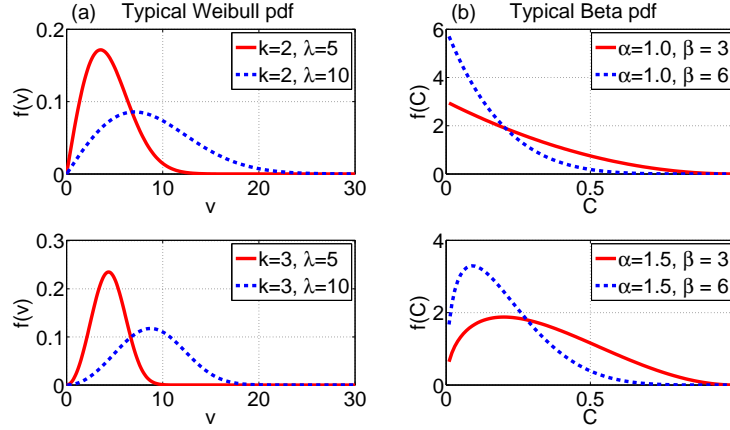 (a) Typical Weibull pdf
0.2
0.1
0
f(v)
k=2, λ=5
k=2, λ=10
0 10 20 30
v
(b) Typical Beta pdf
6
4
2
0
f(C)
α=1.0, β = 3
α=1.0, β = 6
0 0.5
C
0.3
0.2
0.1
0
f(v)
k=3, λ=5
k=3, λ=10
0 10 20 30
v
4
2
0
f(C)
α=1.5, β = 3
α=1.5, β = 6
0 0.5
C